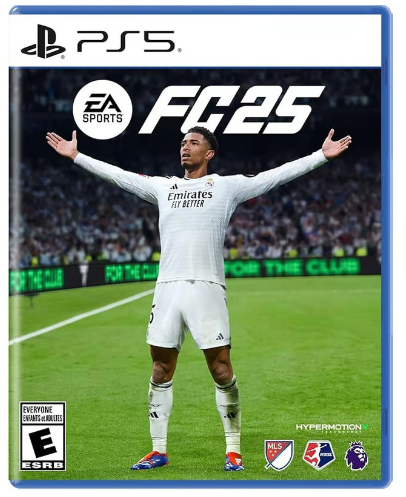 PS5
EA
SPORTS
FC25
Emirates
FLY BETTER
FOR THE CLUB
FOR THE CLUB
FOR THE CLUB
EVERYONE
ENFANTS et ADULTES
E
ESRB
HYPERMOTION V
MLS